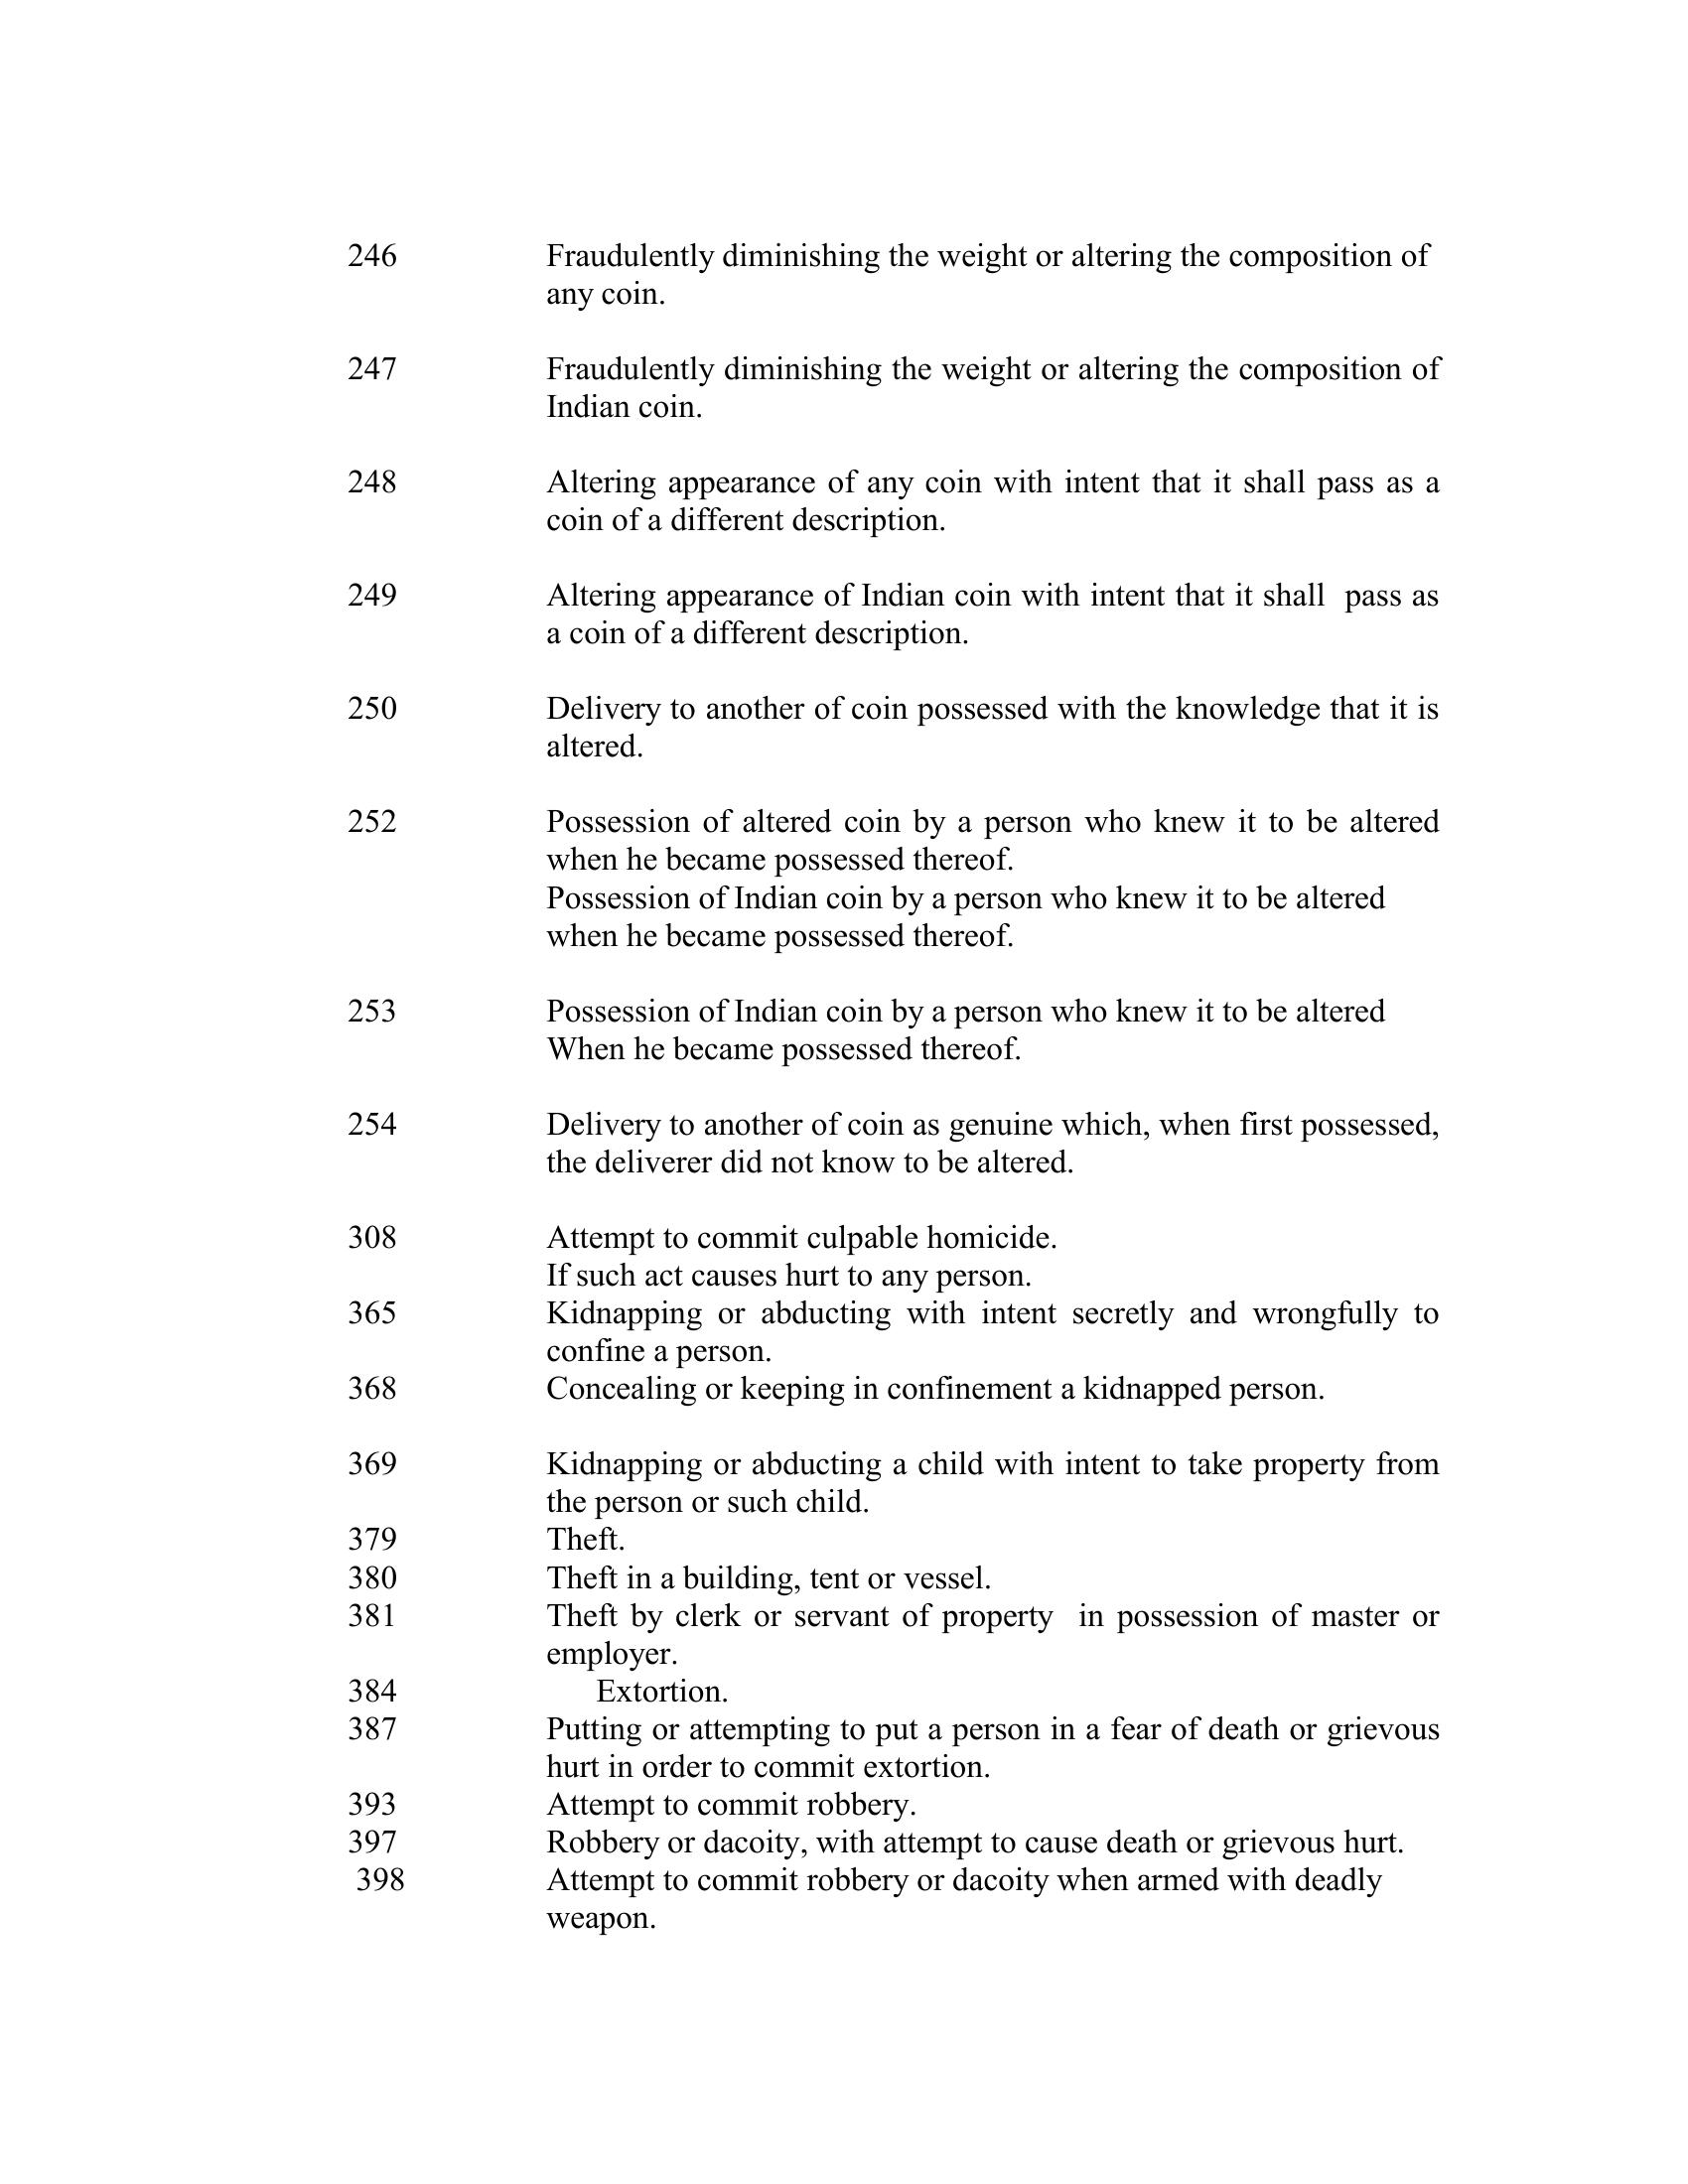 246 Fraudulently diminishing the weight or altering the composition of
any coin.
247 Fraudulently diminishing the weight or altering the composition of
Indian coin.
248 Altering appearance of any coin with intent that it shall pass as a
coin of a different description.
249 Altering appearance of Indian coin with intent that it shall pass as
a coin of a different description.
250 Delivery to another of coin possessed with the knowledge that it is
altered.
252 Possession of altered coin by a person who knew it to be altered
when he became possessed thereof.
Possession of Indian coin by a person who knew it to be altered
when he became possessed thereof.
253 Possession of Indian coin by a person who knew it to be altered
When he became possessed thereof.
254 Delivery to another of coin as genuine which, when first possessed,
the deliverer did not know to be altered.
308 Attempt to commit culpable homicide.
If such act causes hurt to any person.
365 Kidnapping or abducting with intent secretly and wrongfully to
confine a person.
368 Concealing or keeping in confinement a kidnapped person.
369 Kidnapping or abducting a child with intent to take property from
the person or such child.
379 Theft.
380 Theft in a building, tent or vessel.
381 Theft by clerk or servant of property in possession of master or
employer.
384 Extortion.
387 Putting or attempting to put a person in a fear of death or grievous
hurt in order to commit extortion.
393 Attempt to commit robbery.
397 Robbery or dacoity, with attempt to cause death or grievous hurt.
398 Attempt to commit robbery or dacoity when armed with deadly
weapon.